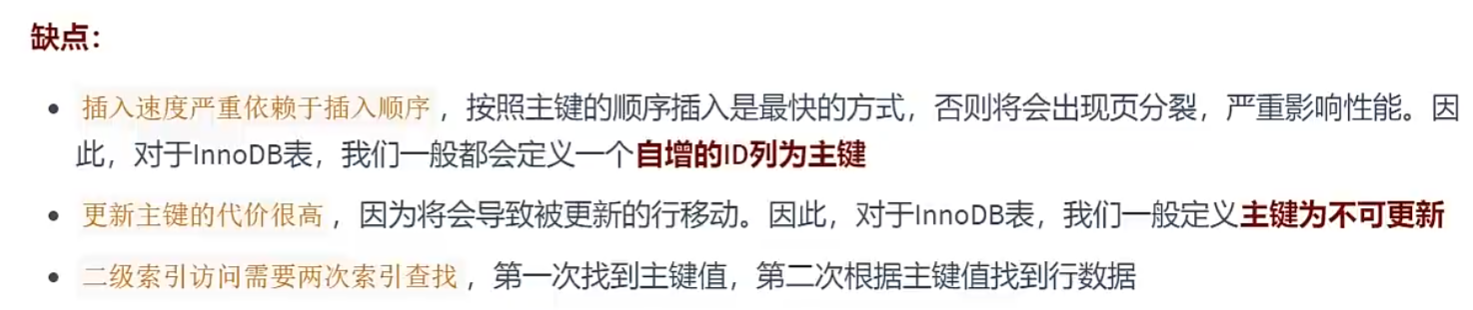 缺点：
• 插入速度严重依赖于插入顺序，按照主键的顺序插入是最快的方式，否则将会出现页分裂，严重影响性能。因
此，对于InnoDB表，我们一般都会定义一个自增的ID列为主键
• 更新主键的代价很高，因为将会导致被更新的行移动。因此，对于InnoDB表，我们一般定义主键为不可更新
• 二级索引访问需要两次索引查找，第一次找到主键值，第二次根据主键值找到行数据